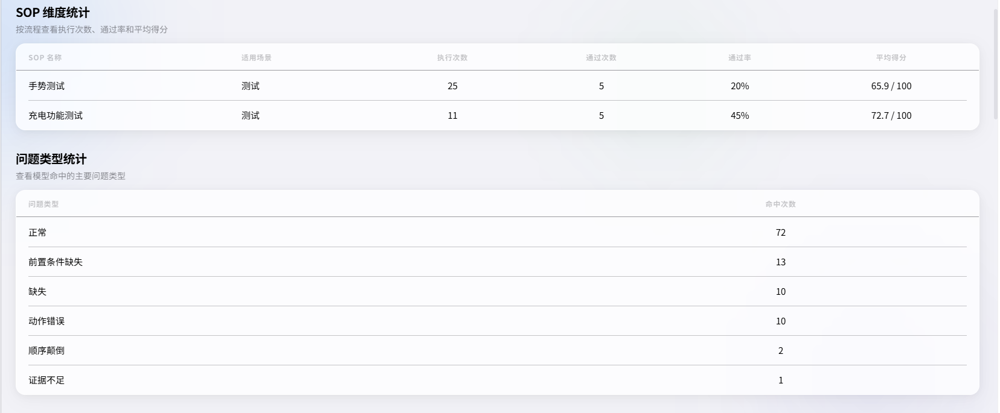 SOP 维度统计
按流程查看执行次数、通过率和平均得分
SOP 名称 适用场景 执行次数 通过次数 通过率 平均得分
手势测试 测试 25 5 20% 65.9 / 100
充电功能测试 测试 11 5 45% 72.7 / 100
问题类型统计
查看模型命中的主要问题类型
问题类型 命中次数
正常 72
前置条件缺失 13
缺失 10
动作错误 10
顺序颠倒 2
证据不足 1